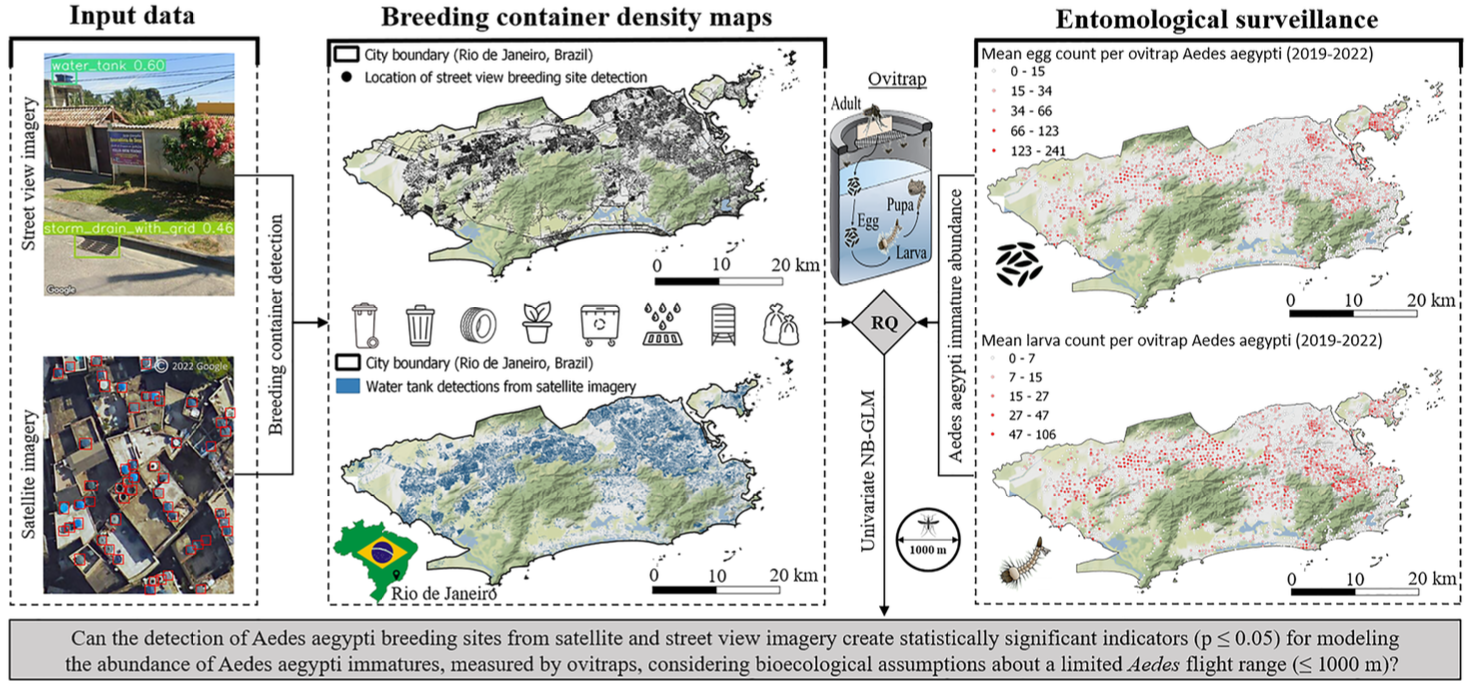 Input data
Street view imagery
water_tank 0.60
storm_drain_with_grid 0.46
Google
Satellite imagery
© 2022 Google
Breeding container detection
Breeding container density maps
City boundary (Rio de Janeiro, Brazil)
Location of street view breeding site detection
0 10 20 km
City boundary (Rio de Janeiro, Brazil)
Water tank detections from satellite imagery
Rio de Janeiro
0 10 20 km
Ovitrap
Adult
Egg
Pupa
Larva
RQ
Univariate NB-GLM
1000 m
Aedes aegypti immature abundance
Entomological surveillance
Mean egg count per ovitrap Aedes aegypti (2019-2022)
0 - 15
15 - 34
34 - 66
66 - 123
123 - 241
0 10 20 km
Mean larva count per ovitrap Aedes aegypti (2019-2022)
0 - 7
7 - 15
15 - 27
27 - 47
47 - 106
0 10 20 km
Can the detection of Aedes aegypti breeding sites from satellite and street view imagery create statistically significant indicators (p ≤ 0.05) for modeling
the abundance of Aedes aegypti immatures, measured by ovitraps, considering bioecological assumptions about a limited Aedes flight range (≤ 1000 m)?